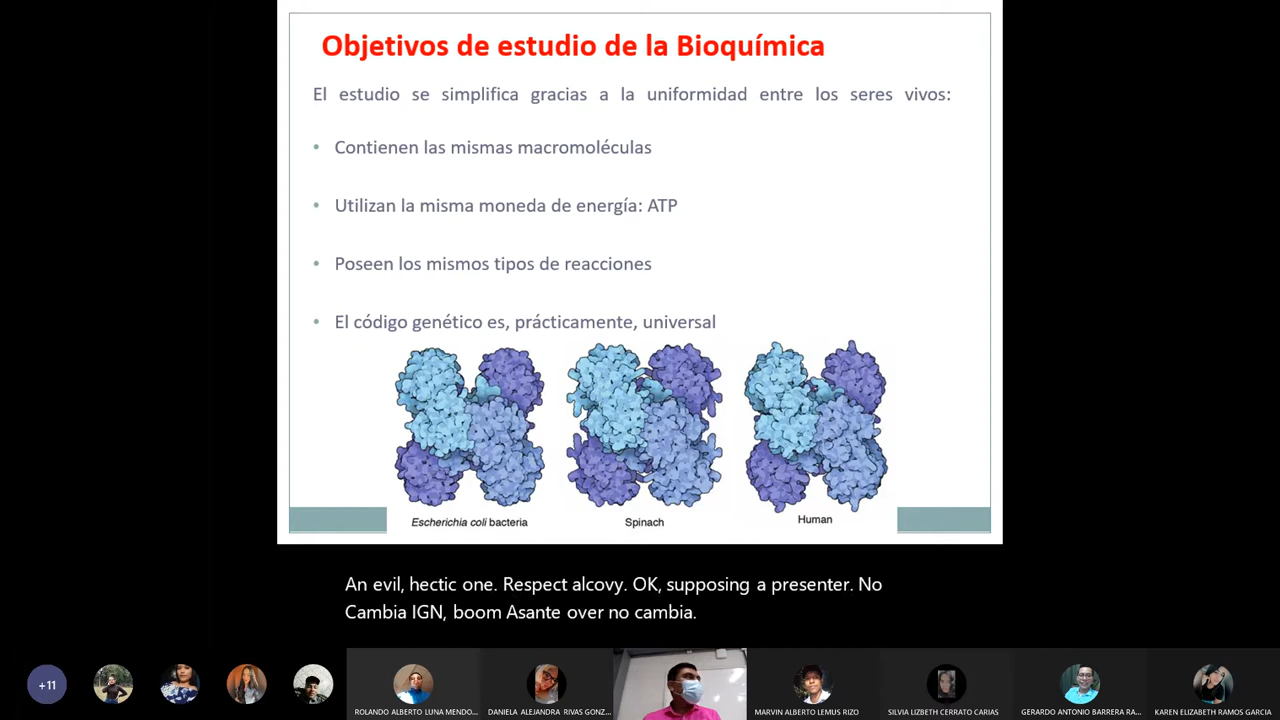 Objetivos de estudio de la Bioquímica
El estudio se simplifica gracias a la uniformidad entre los seres vivos:
• Contienen las mismas macromoléculas
• Utilizan la misma moneda de energía: ATP
• Poseen los mismos tipos de reacciones
• El código genético es, prácticamente, universal
Escherichia coli bacteria
Spinach
Human
An evil, hectic one. Respect alcovy. OK, supposing a presenter. No
Cambia IGN, boom Asante over no cambia.
+11
ROLANDO ALBERTO LUNA MENDO...
DANIELA ALEJANDRA RIVAS GONZ...
MARVIN ALBERTO LEMUS RIZO
SILVIA LIZBETH CERRATO CARIAS
GERARDO ANTONIO BARRERA RA...
KAREN ELIZABETH RAMOS GARCIA